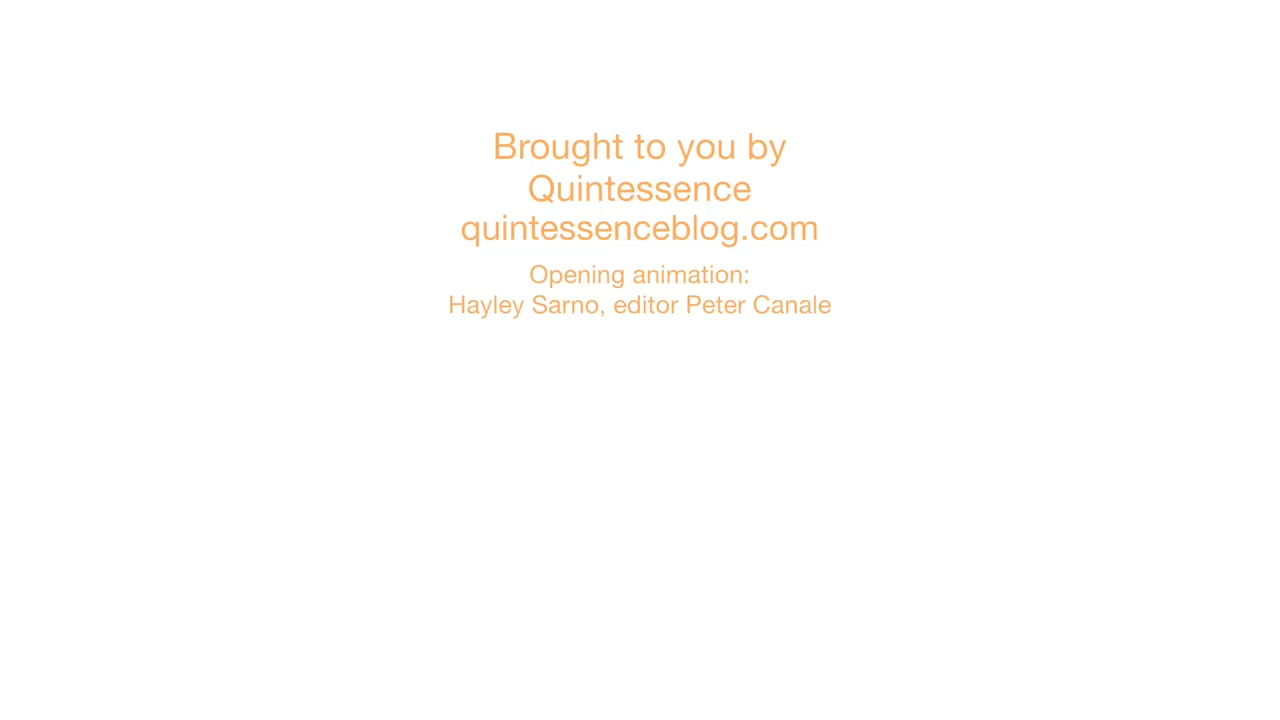 Brought to you by
Quintessence
quintessenceblog.com
Opening animation:
Hayley Sarno, editor Peter Canale